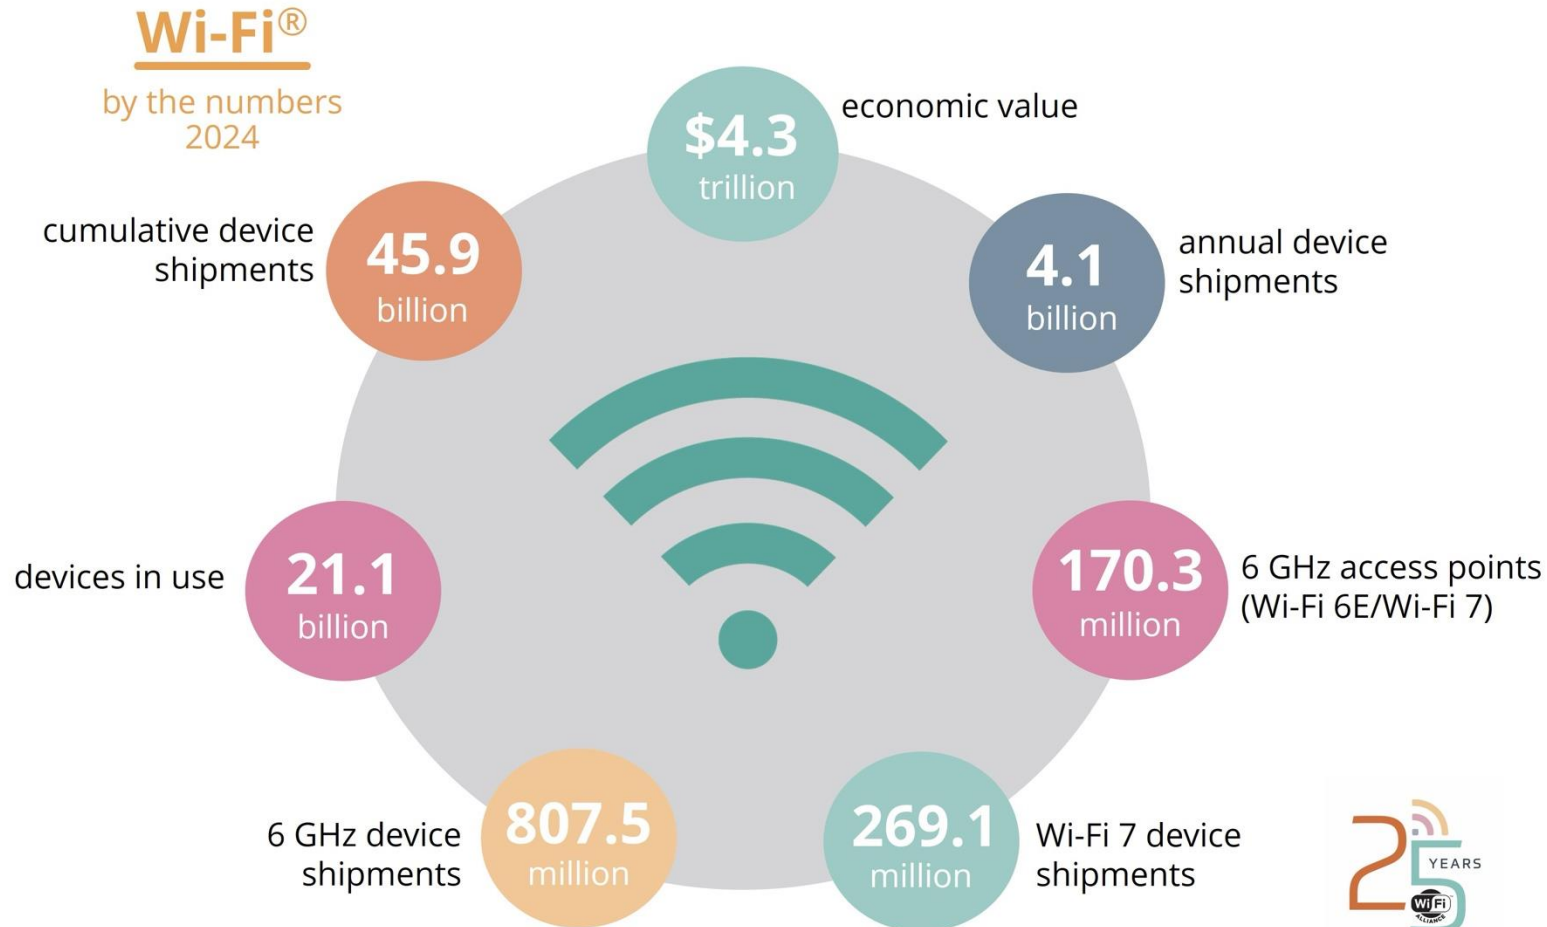 Wi-Fi®
by the numbers
2024
$4.3
trillion
economic value
cumulative device
shipments
45.9
billion
4.1
billion
annual device
shipments
devices in use
21.1
billion
170.3
million
6 GHz access points
(Wi-Fi 6E/Wi-Fi 7)
6 GHz device
shipments
807.5
million
269.1
million
Wi-Fi 7 device
shipments
25
YEARS
Wi Fi
ALLIANCE